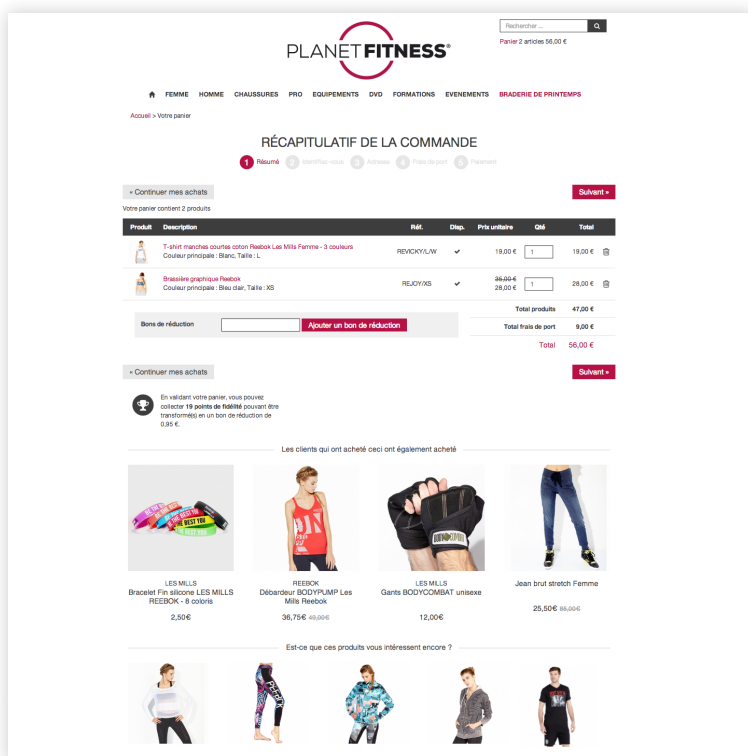 PLANET FITNESS®
Rechercher ...
Panier 2 articles 56,00 €
FEMME HOMME CHAUSSURES PRO EQUIPEMENTS DVD FORMATIONS EVENEMENTS BRADERIE DE PRINTEMPS
Accueil > Votre panier
RÉCAPITULATIF DE LA COMMANDE
1 Résumé 2 Identifiez-vous 3 Adresse 4 Frais de port 5 Paiement
« Continuer mes achats Suivant »
Votre panier contient 2 produits
Produit Description Réf. Disp. Prix unitaire Qté Total
T-shirt manches courtes coton Reebok Les Mills Femme - 3 couleurs
Couleur principale : Blanc, Taille : L
REVICKY/L/W 19,00 € 1 19,00 €
Brassière graphique Reebok
Couleur principale : Bleu clair, Taille : XS
REJOY/XS 35,00 € 28,00 € 1 28,00 €
Total produits 47,00 €
Bons de réduction Ajouter un bon de réduction
Total frais de port 9,00 €
Total 56,00 €
« Continuer mes achats Suivant »
En validant votre panier, vous pouvez
collecter 19 points de fidélité pouvant être
transformé(s) en un bon de réduction de
0,95 €.
Les clients qui ont acheté ceci ont également acheté
BE THE BEST YOU
LES MILLS
Bracelet Fin silicone LES MILLS
REEBOK - 8 coloris
2,50€
REEBOK
Débardeur BODYPUMP Les
Mills Reebok
36,75€ 49,00€
LES MILLS
Gants BODYCOMBAT unisexe
12,00€
Jean brut stretch Femme
25,50€ 85,00€
Est-ce que ces produits vous intéressent encore ?
REEBOK